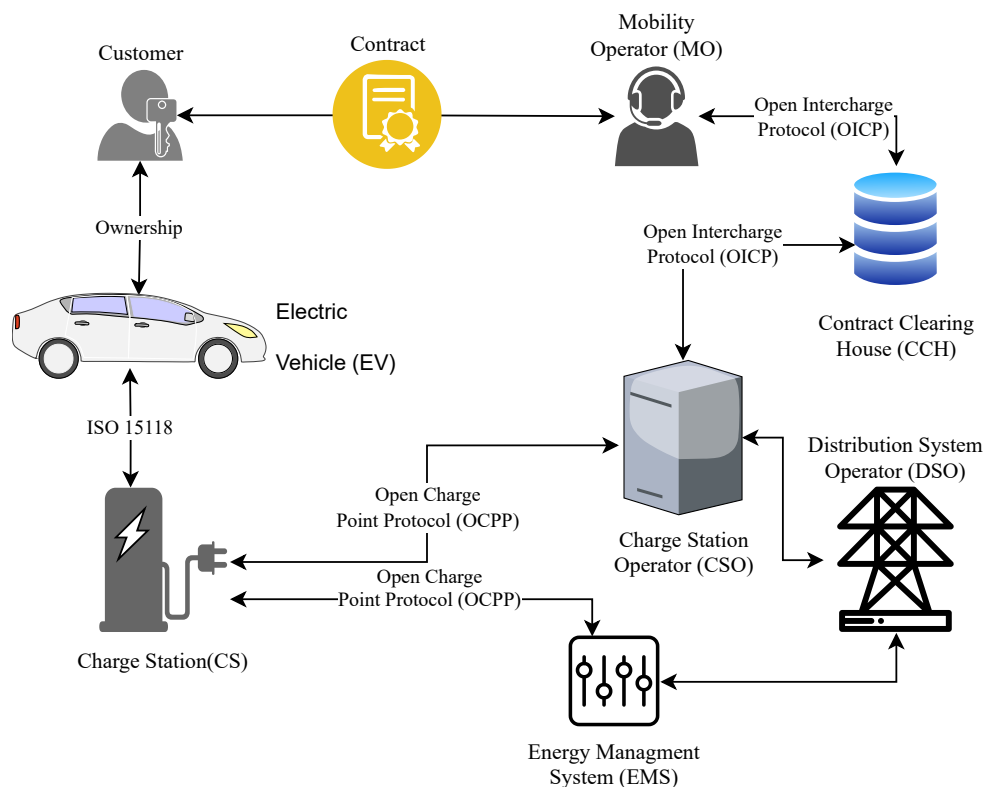 Customer
Contract
Mobility
Operator (MO)
Open Intercharge
Protocol (OICP)
Ownership
Open Intercharge
Protocol (OICP)
Electric
Vehicle (EV)
Contract Clearing
House (CCH)
ISO 15118
Distribution System
Operator (DSO)
Open Charge
Point Protocol (OCPP)
Charge Station
Operator (CSO)
Open Charge
Point Protocol (OCPP)
Charge Station(CS)
Energy Managment
System (EMS)